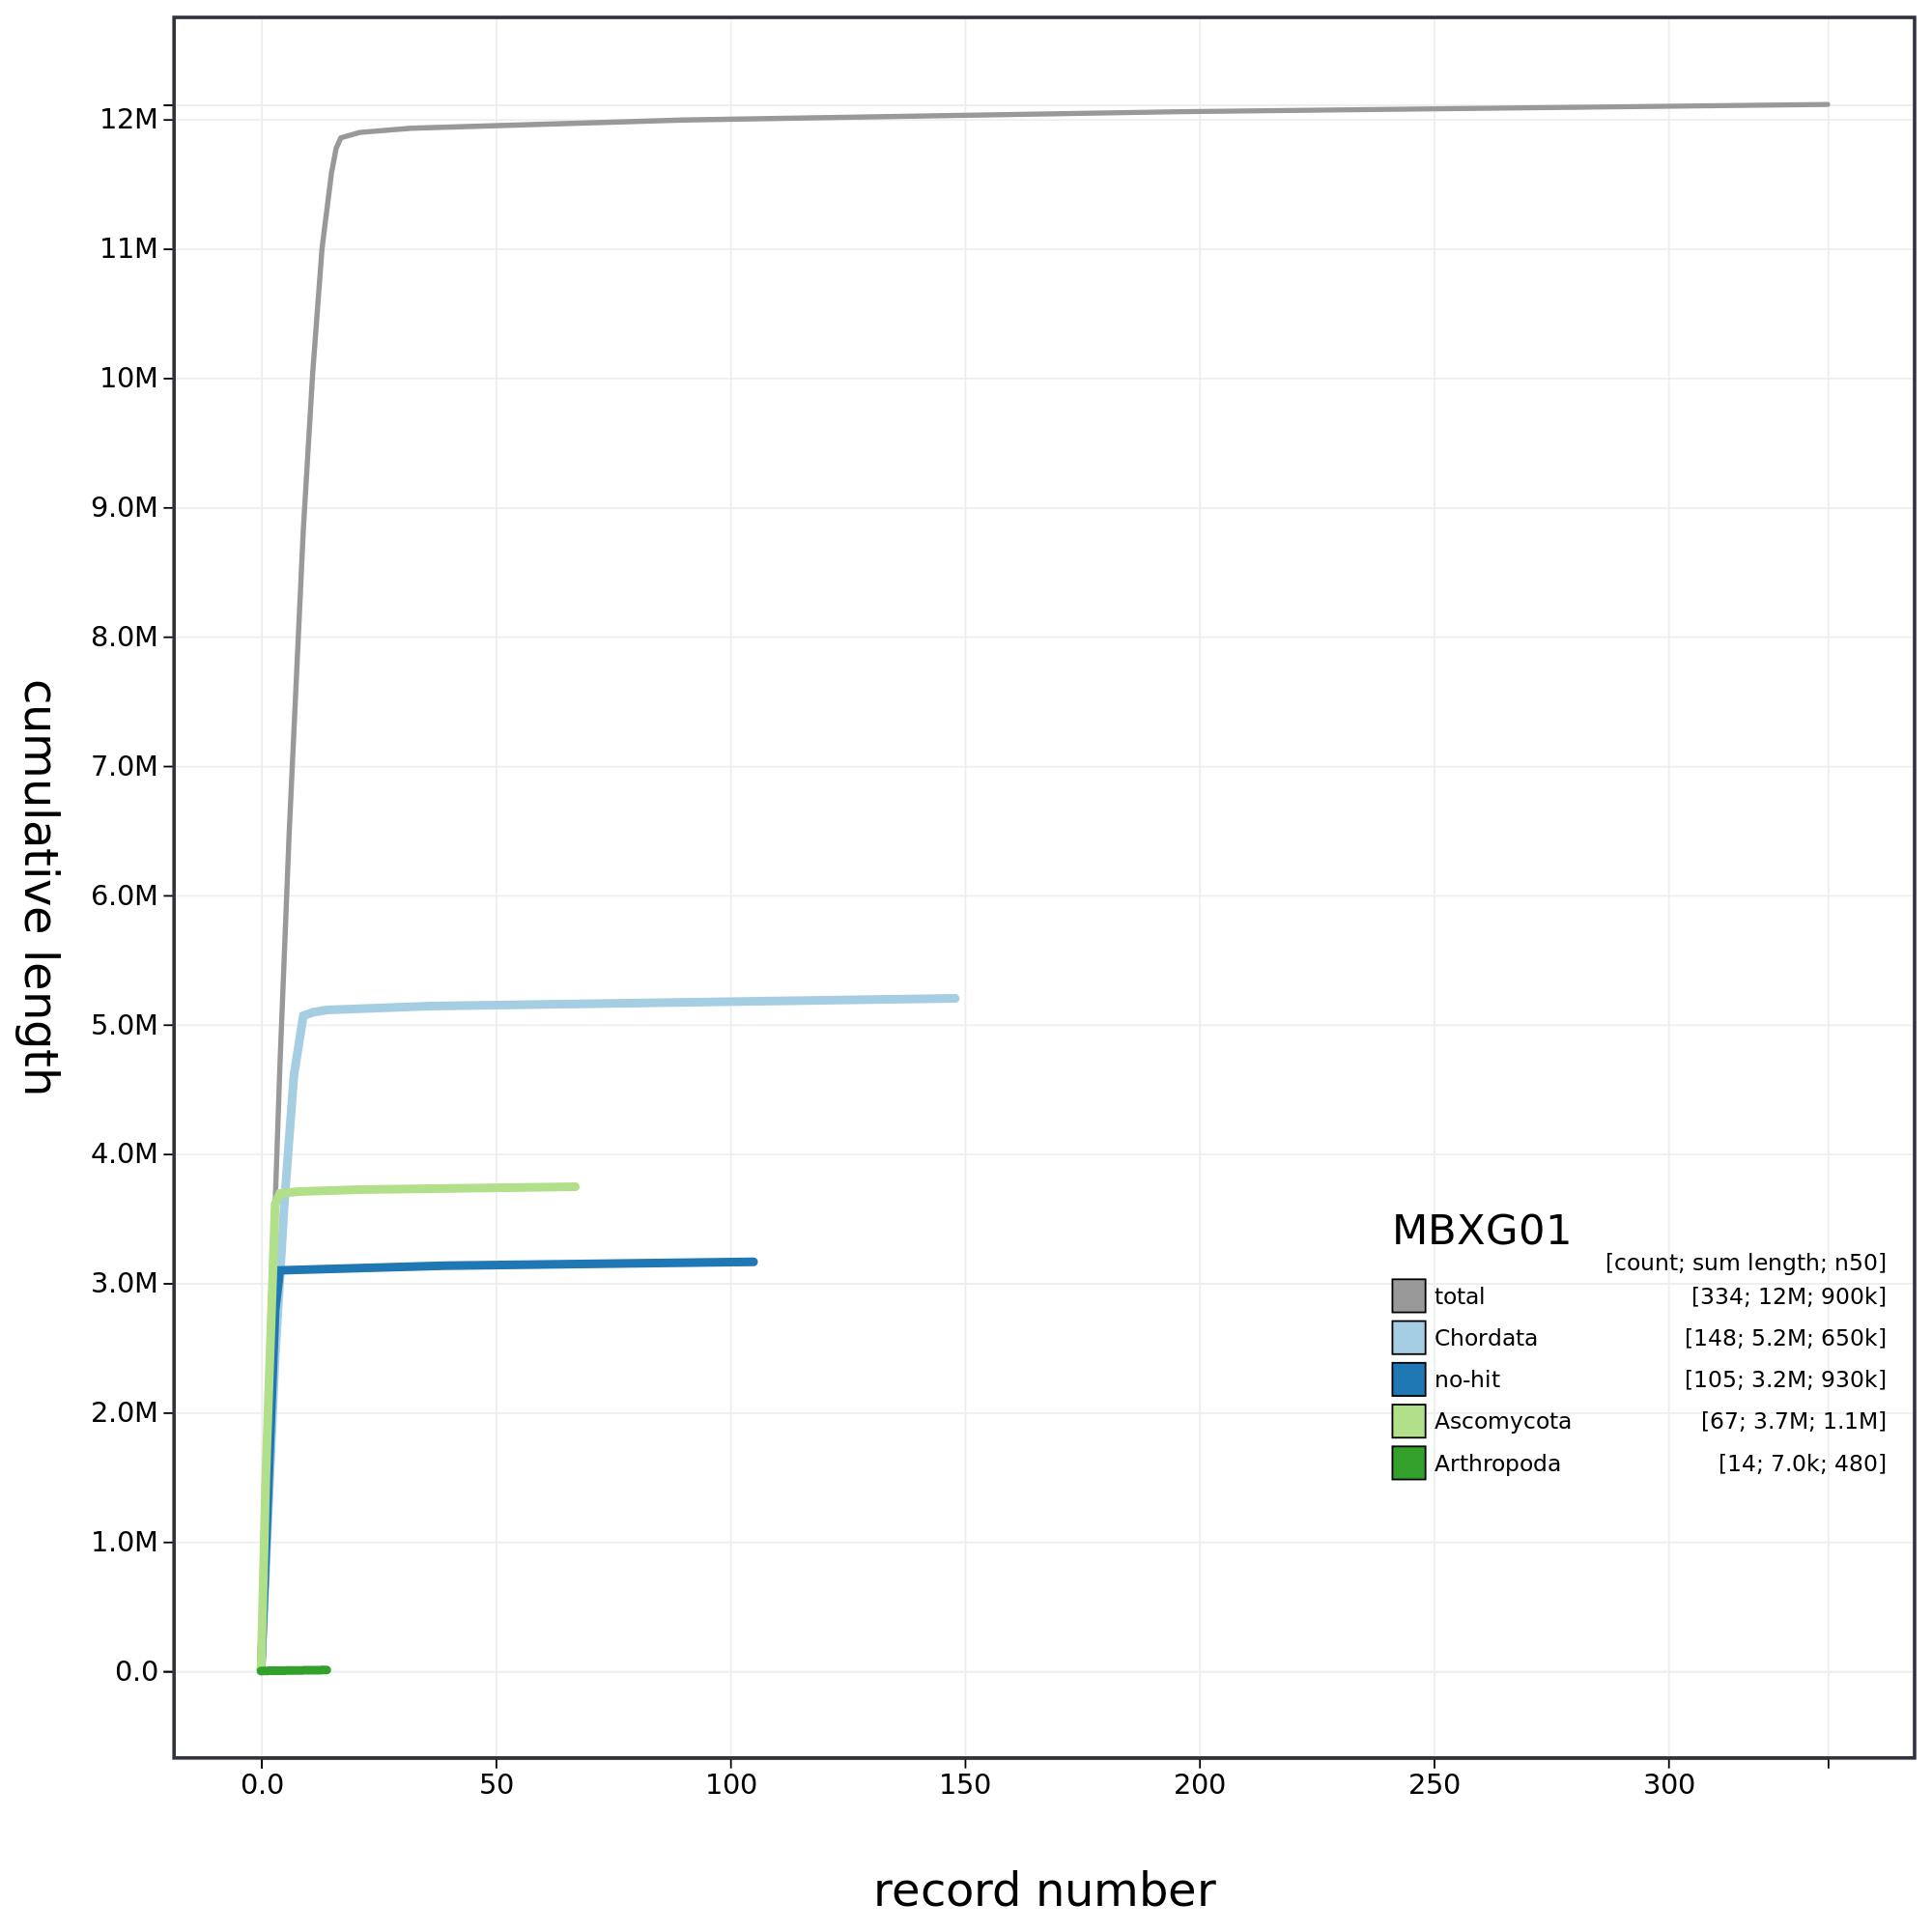 12M
11M
10M
9.0M
8.0M
7.0M
6.0M
5.0M
4.0M
3.0M
2.0M
1.0M
0.0
cumulative length
MBXG01
[count; sum length; n50]
total [334; 12M; 900k]
Chordata [148; 5.2M; 650k]
no-hit [105; 3.2M; 930k]
Ascomycota [67; 3.7M; 1.1M]
Arthropoda [14; 7.0k; 480]
0.0 50 100 150 200 250 300
record number